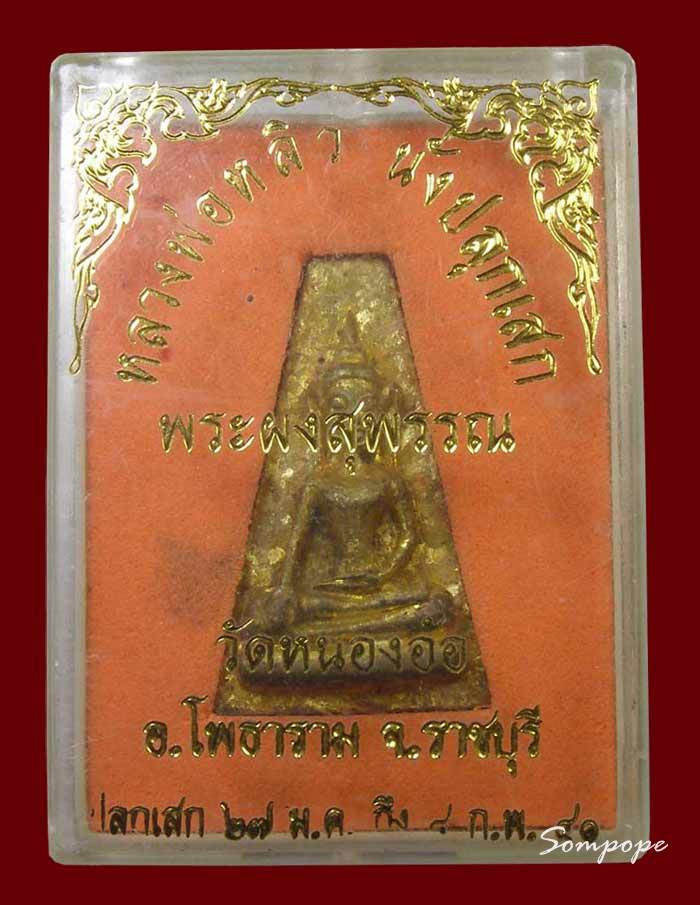 หลวงพ่อหลิว นั่งปลุกเสก
พระผงสุพรรณ
วัดหนองอ้อ
อ.โพธาราม จ.ราชบุรี
ปลุกเสก ๒๗ ม.ค. ถึง ๔ ก.พ. ๔๑
Sompope